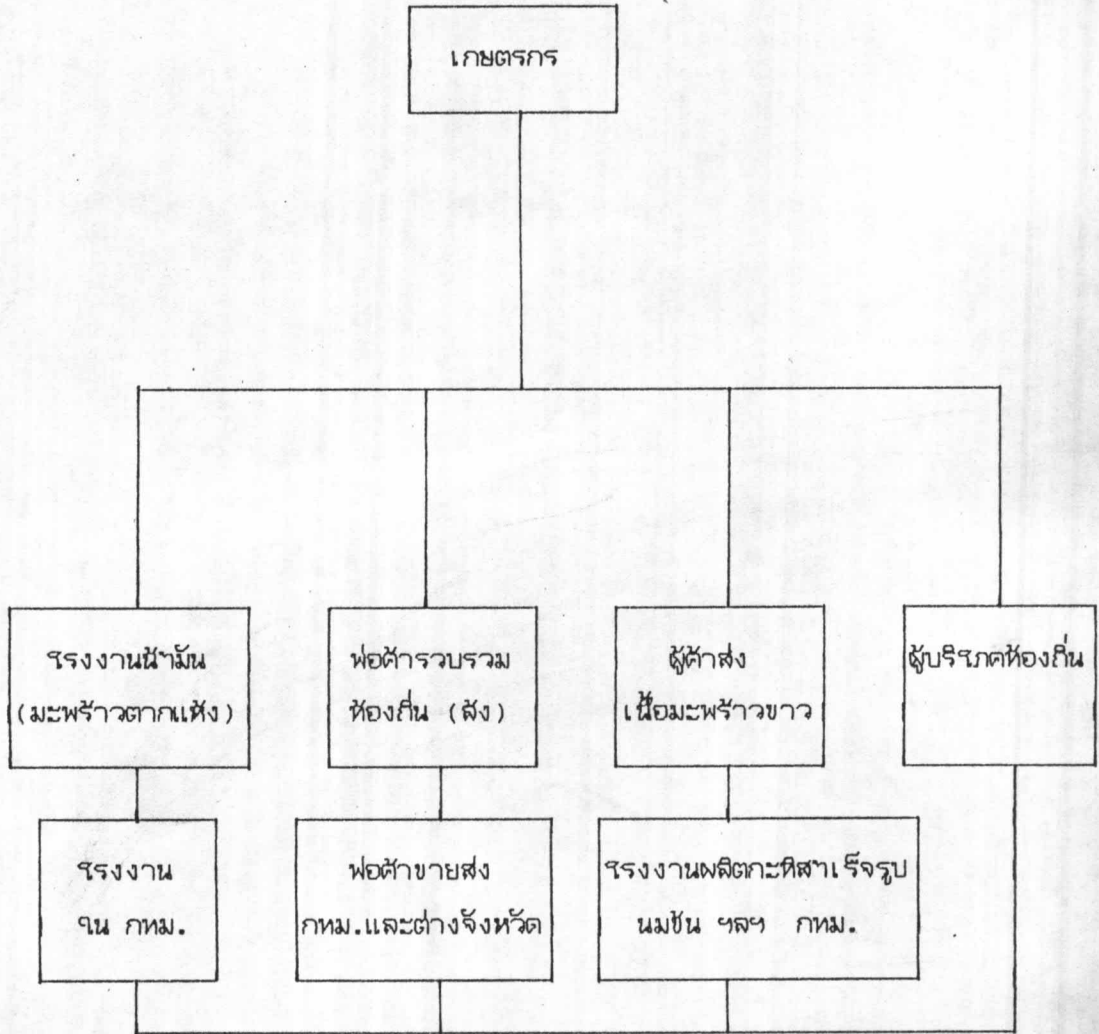 เกษตรกร
โรงงานน้ำมัน
(มะพร้าวตากแห้ง)
พ่อค้ารวบรวม
ท้องถิ่น (ล้ง)
ผู้ค้าส่ง
เนื้อมะพร้าวขาว
ผู้บริโภคท้องถิ่น
โรงงาน
ใน กทม.
พ่อค้าขายส่ง
กทม.และต่างจังหวัด
โรงงานผลิตกะทิสำเร็จรูป
นมข้น ฯลฯ กทม.